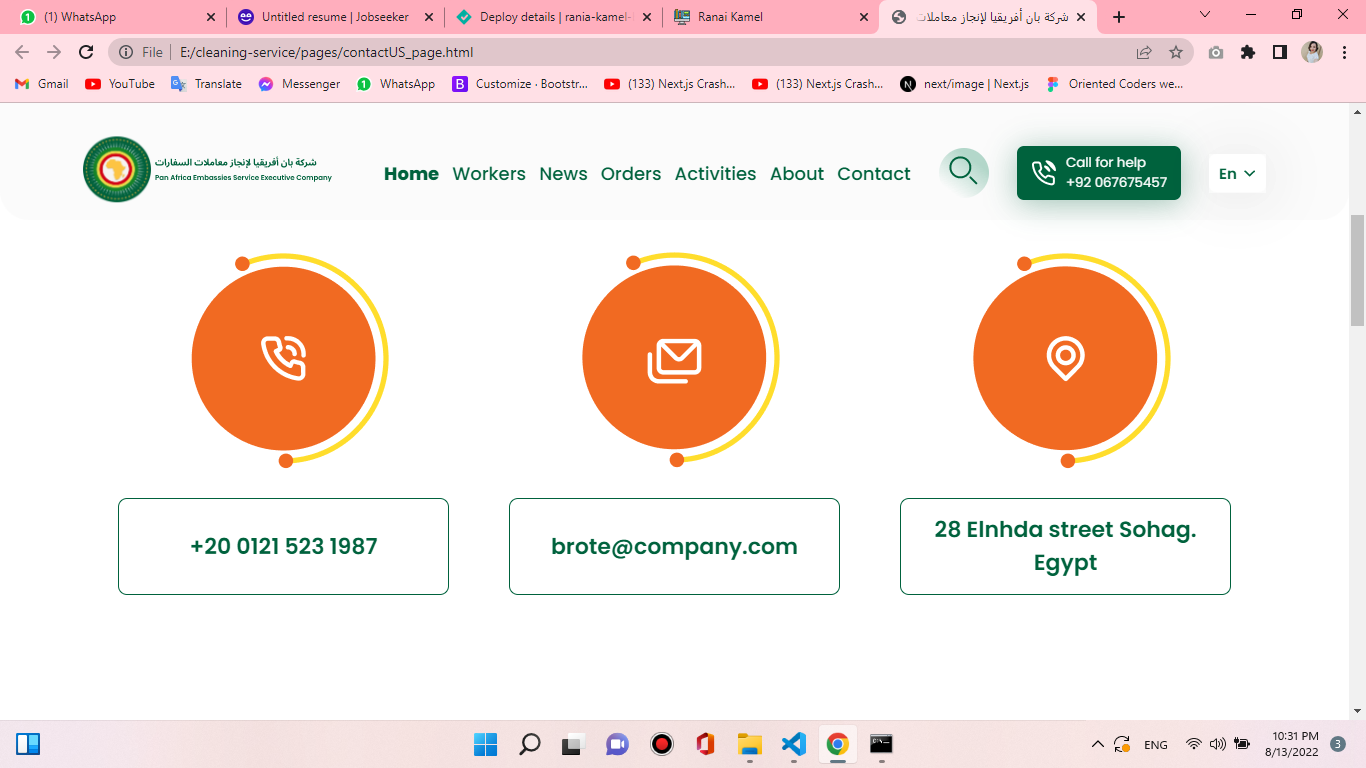 (1) WhatsApp
Untitled resume | Jobseeker
Deploy details | rania-kamel-
Ranai Kamel
شركة بان أفريقيا لإنجاز معاملات
File
E:/cleaning-service/pages/contactUS_page.html
Gmail
YouTube
Translate
Messenger
WhatsApp
Customize · Bootstr...
(133) Next.js Crash...
(133) Next.js Crash...
next/image | Next.js
Oriented Coders we...
شركة بان أفريقيا لإنجاز معاملات السفارات
Pan Africa Embassies Service Executive Company
Home Workers News Orders Activities About Contact
Call for help
+92 067675457
En
+20 0121 523 1987
brote@company.com
28 Elnhda street Sohag.
Egypt
ENG
10:31 PM
8/13/2022
3